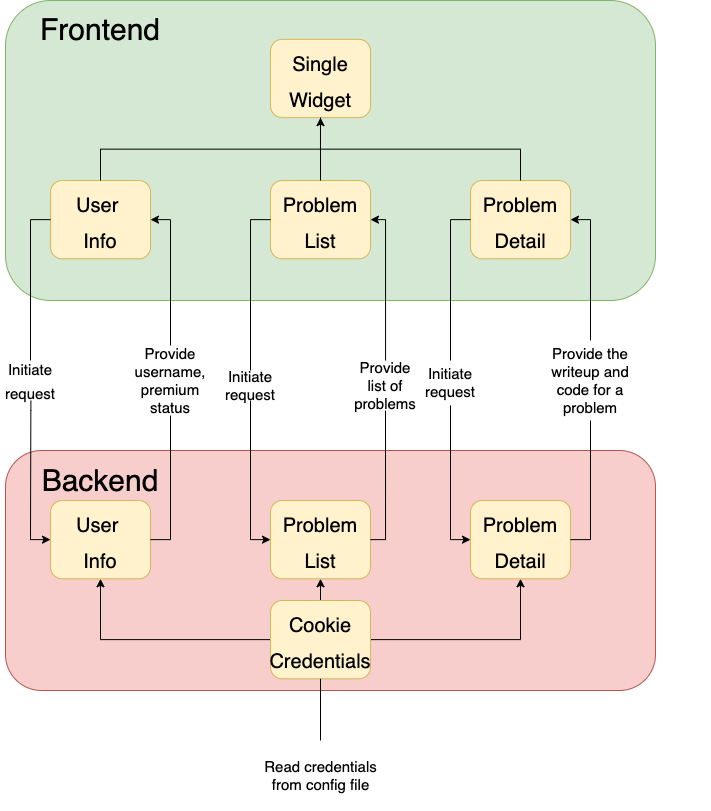 Frontend
Single
Widget
User
Info
Problem
List
Problem
Detail
Initiate
request
Provide
username,
premium
status
Initiate
request
Provide
list of
problems
Initiate
request
Provide the
writeup and
code for a
problem
Backend
User
Info
Problem
List
Problem
Detail
Cookie
Credentials
Read credentials
from config file